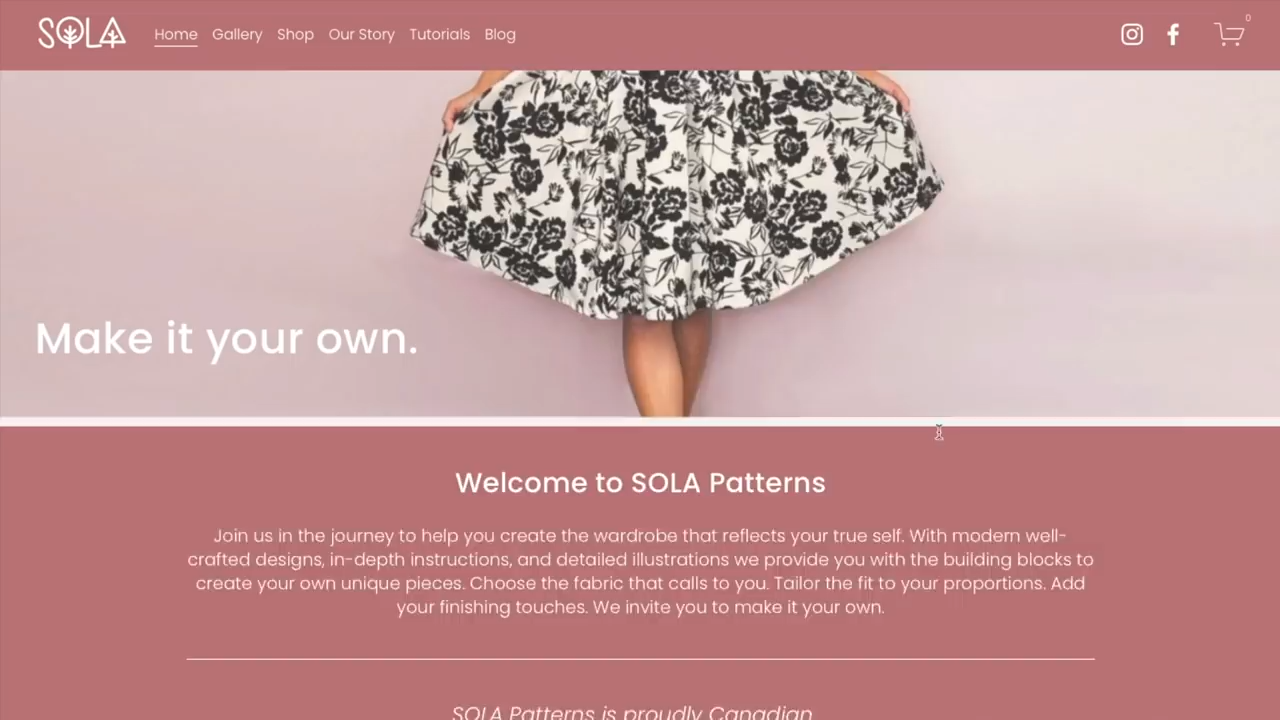 SOLA
Home Gallery Shop Our Story Tutorials Blog
0
Make it your own.
Welcome to SOLA Patterns
Join us in the journey to help you create the wardrobe that reflects your true self. With modern well-
crafted designs, in-depth instructions, and detailed illustrations we provide you with the building blocks to
create your own unique pieces. Choose the fabric that calls to you. Tailor the fit to your proportions. Add
your finishing touches. We invite you to make it your own.
SOLA Patterns is proudly Canadian